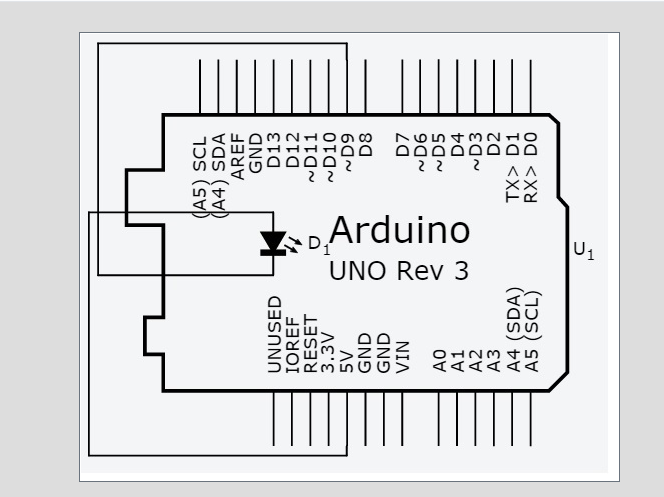 (A5) SCL
(A4) SDA
AREF
GND
D13
D12
~D11
~D10
~D9
D8
D7
~D6
~D5
D4
~D3
D2
TX> D1
RX> D0
D1
Arduino
UNO Rev 3
U1
UNUSED
IOREF
RESET
3.3V
5V
GND
GND
VIN
A0
A1
A2
A3
A4 (SDA)
A5 (SCL)